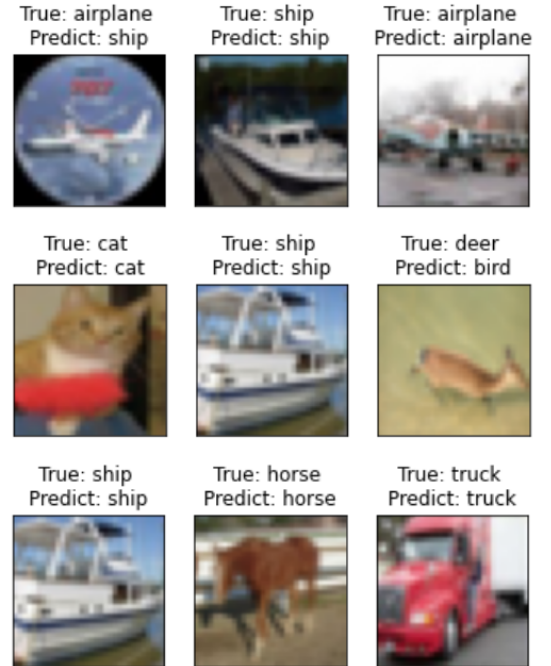 True: airplane
Predict: ship
True: ship
Predict: ship
True: airplane
Predict: airplane
True: cat
Predict: cat
True: ship
Predict: ship
True: deer
Predict: bird
True: ship
Predict: ship
True: horse
Predict: horse
True: truck
Predict: truck